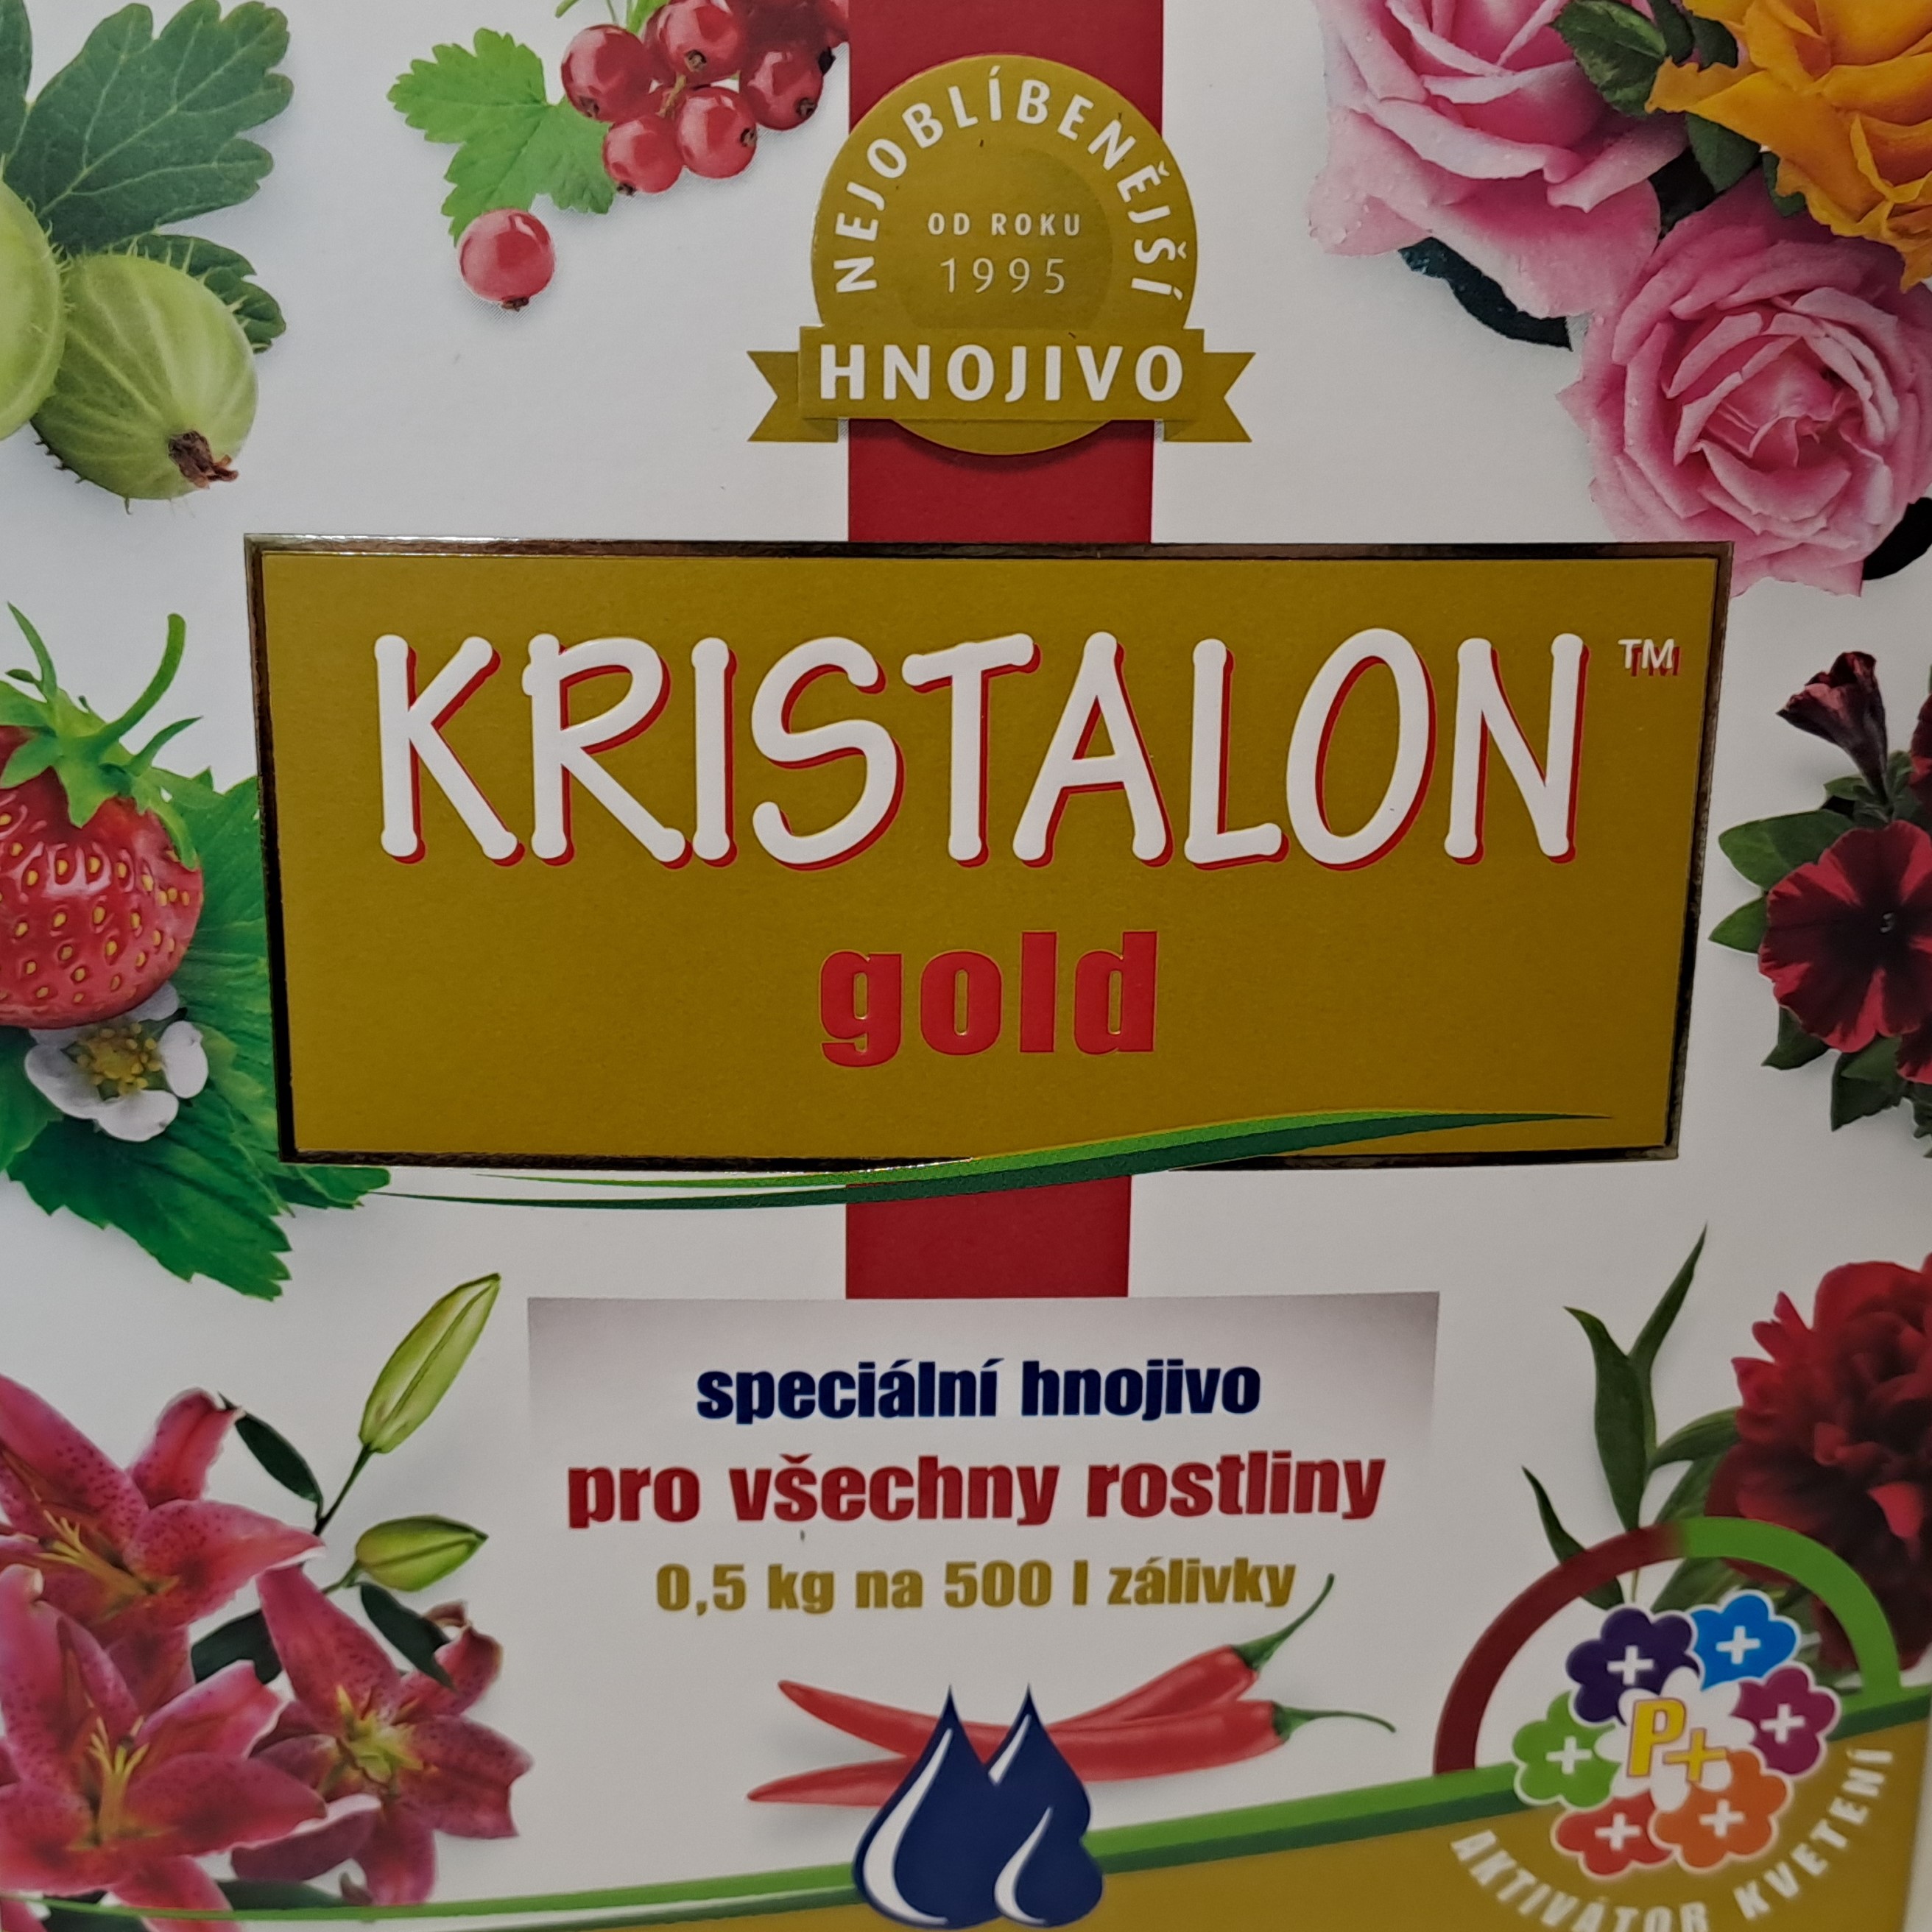 NEJOBLÍBENĚJŠÍ
OD ROKU
1995
HNOJIVO
KRISTALON™
gold
speciální hnojivo
pro všechny rostliny
0,5 kg na 500 l zálivky
P+
AKTIVÁTOR KVETENÍ